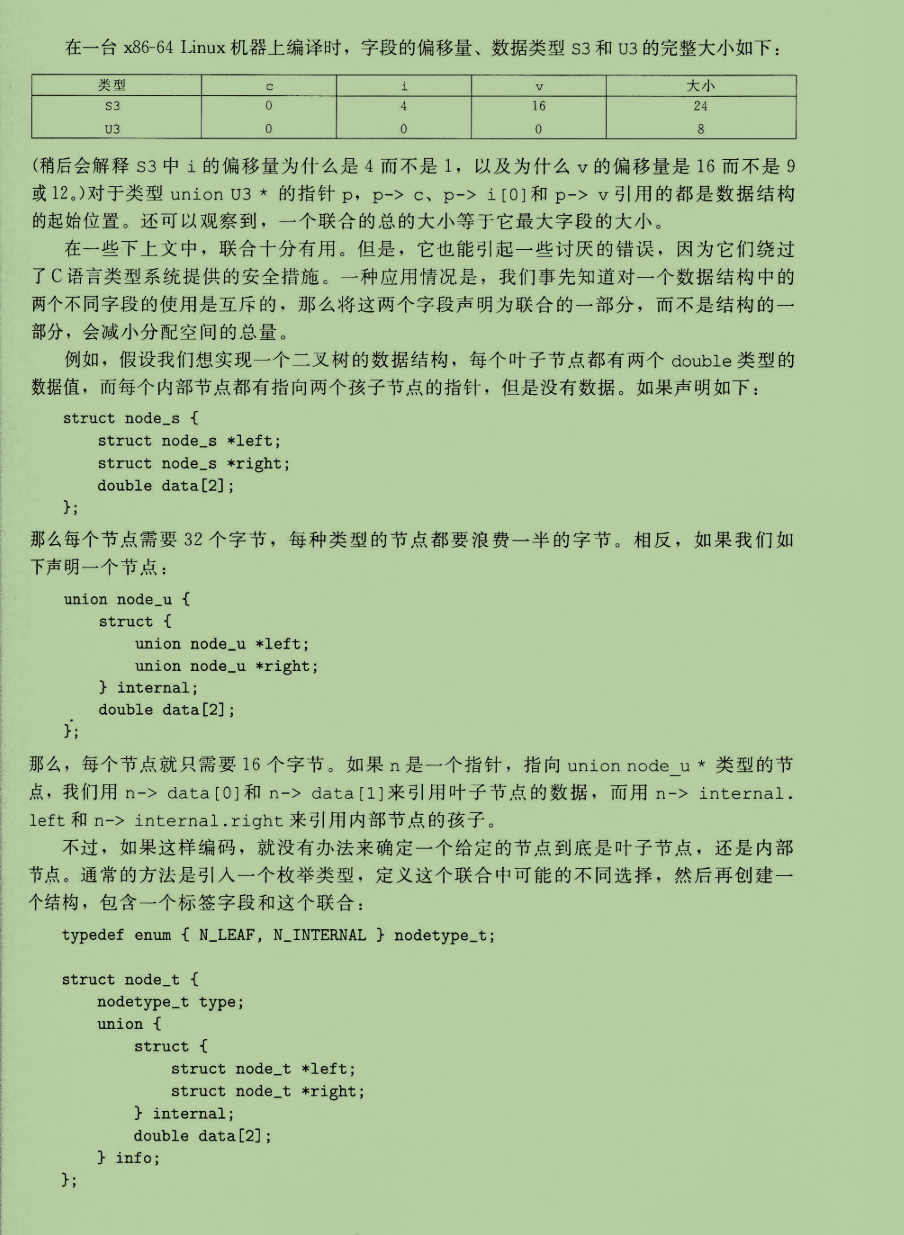 在一台 x86-64 Linux 机器上编译时，字段的偏移量、数据类型 S3 和 U3 的完整大小如下：
类型 c i v 大小
S3 0 4 16 24
U3 0 0 0 8
(稍后会解释 S3 中 i 的偏移量为什么是 4 而不是 1，以及为什么 v 的偏移量是 16 而不是 9
或 12。)对于类型 union U3 * 的指针 p，p-> c、p-> i[0]和 p-> v 引用的都是数据结构
的起始位置。还可以观察到，一个联合的总的大小等于它最大字段的大小。
在一些下上文中，联合十分有用。但是，它也能引起一些讨厌的错误，因为它们绕过
了 C 语言类型系统提供的安全措施。一种应用情况是，我们事先知道对一个数据结构中的
两个不同字段的使用是互斥的，那么将这两个字段声明为联合的一部分，而不是结构的一
部分，会减小分配空间的总量。
例如，假设我们想实现一个二叉树的数据结构，每个叶子节点都有两个 double 类型的
数据值，而每个内部节点都有指向两个孩子节点的指针，但是没有数据。如果声明如下：
struct node_s {
    struct node_s *left;
    struct node_s *right;
    double data[2];
};
那么每个节点需要 32 个字节，每种类型的节点都要浪费一半的字节。相反，如果我们如
下声明一个节点：
union node_u {
    struct {
        union node_u *left;
        union node_u *right;
    } internal;
    double data[2];
};
那么，每个节点就只需要 16 个字节。如果 n 是一个指针，指向 union node_u * 类型的节
点，我们用 n-> data[0]和 n-> data[1]来引用叶子节点的数据，而用 n-> internal.
left 和 n-> internal.right 来引用内部节点的孩子。
不过，如果这样编码，就没有办法来确定一个给定的节点到底是叶子节点，还是内部
节点。通常的方法是引入一个枚举类型，定义这个联合中可能的不同选择，然后再创建一
个结构，包含一个标签字段和这个联合：
typedef enum { N_LEAF, N_INTERNAL } nodetype_t;
struct node_t {
    nodetype_t type;
    union {
        struct {
            struct node_t *left;
            struct node_t *right;
        } internal;
        double data[2];
    } info;
};